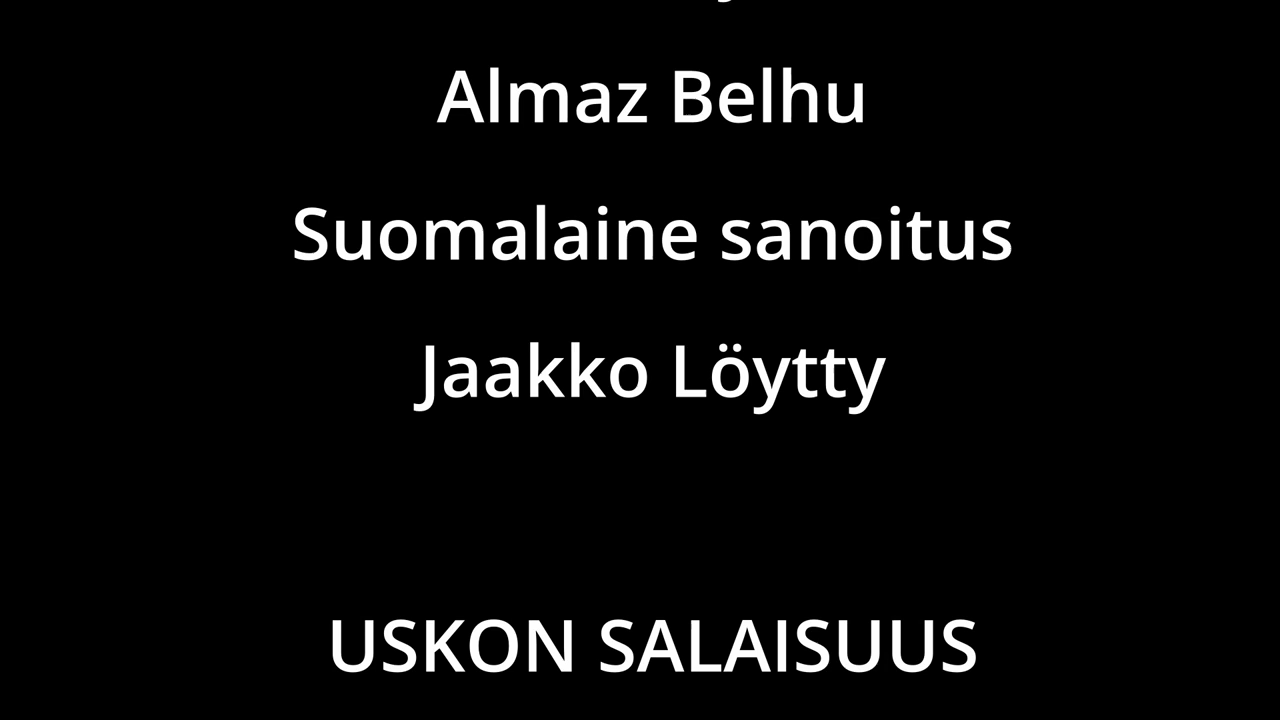 Almaz Belhu
Suomalaine sanoitus
Jaakko Löytty
USKON SALAISUUS